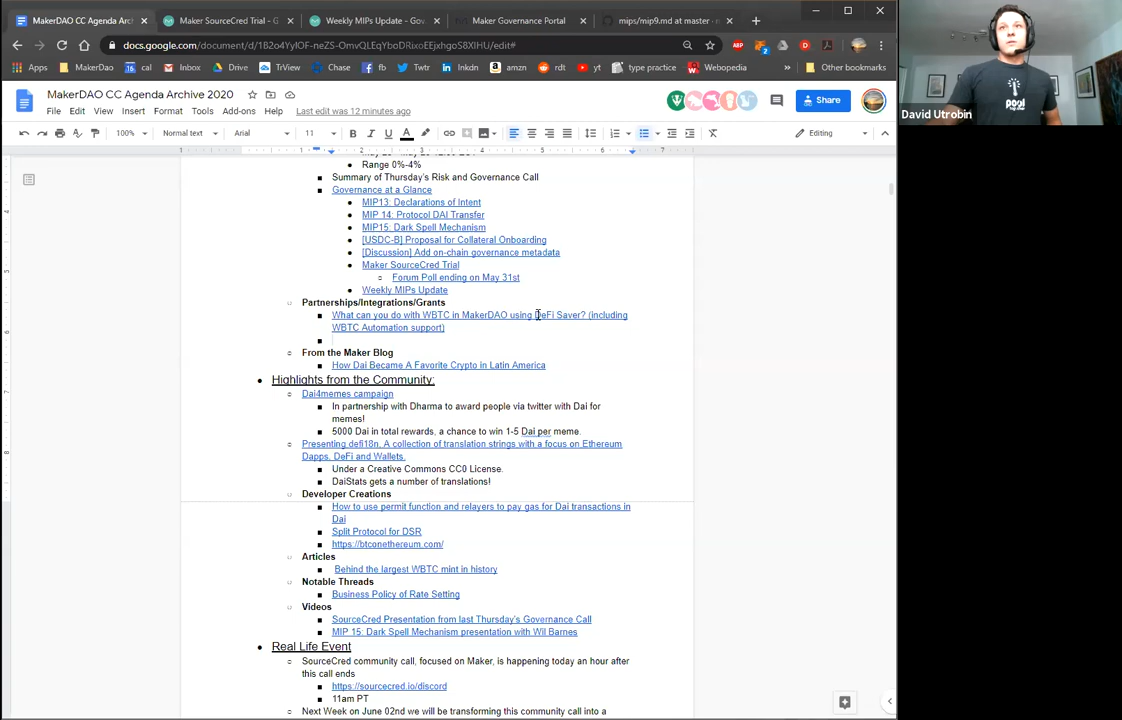 MakerDAO CC Agenda Arch
Maker SourceCred Trial - G
Weekly MIPs Update - Gov
Maker Governance Portal
mips/mip9.md at master ·
docs.google.com/document/d/
Apps
MakerDao
cal
Inbox
Drive
TrView
Chase
fb
Twtr
lnkdn
amzn
rdt
yt
type practice
Webopedia
Other bookmarks
MakerDAO CC Agenda Archive 2020
File Edit View Insert Format Tools Add-ons Help Last edit was 12 minutes ago
Share
100% Normal text Arial 11 Editing
Range 0%-4%
Summary of Thursday's Risk and Governance Call
Governance at a Glance
MIP13: Declarations of Intent
MIP 14: Protocol DAI Transfer
MIP15: Dark Spell Mechanism
[USDC-B] Proposal for Collateral Onboarding
[Discussion] Add on-chain governance metadata
Maker SourceCred Trial
Forum Poll ending on May 31st
Weekly MIPs Update
Partnerships/Integrations/Grants
What can you do with WBTC in MakerDAO using DeFi Saver? (including
WBTC Automation support)
From the Maker Blog
How Dai Became A Favorite Crypto in Latin America
Highlights from the Community:
Dai4memes campaign
In partnership with Dharma to award people via twitter with Dai for
memes!
5000 Dai in total rewards, a chance to win 1-5 Dai per meme.
Presenting defi18n, A collection of translation strings with a focus on Ethereum
Dapps, DeFi and Wallets.
Under a Creative Commons CC0 License.
DaiStats gets a number of translations!
Developer Creations
How to use permit function and relayers to pay gas for Dai transactions in
Dai
Split Protocol for DSR
https://btconethereum.com/
Articles
Behind the largest WBTC mint in history
Notable Threads
Business Policy of Rate Setting
Videos
SourceCred Presentation from last Thursday's Governance Call
MIP 15: Dark Spell Mechanism presentation with Wil Barnes
Real Life Event
SourceCred community call, focused on Maker, is happening today an hour after
this call ends
https://sourcecred.io/discord
11am PT
Next Week on June 02nd we will be transforming this community call into a
pool
David Utrobin